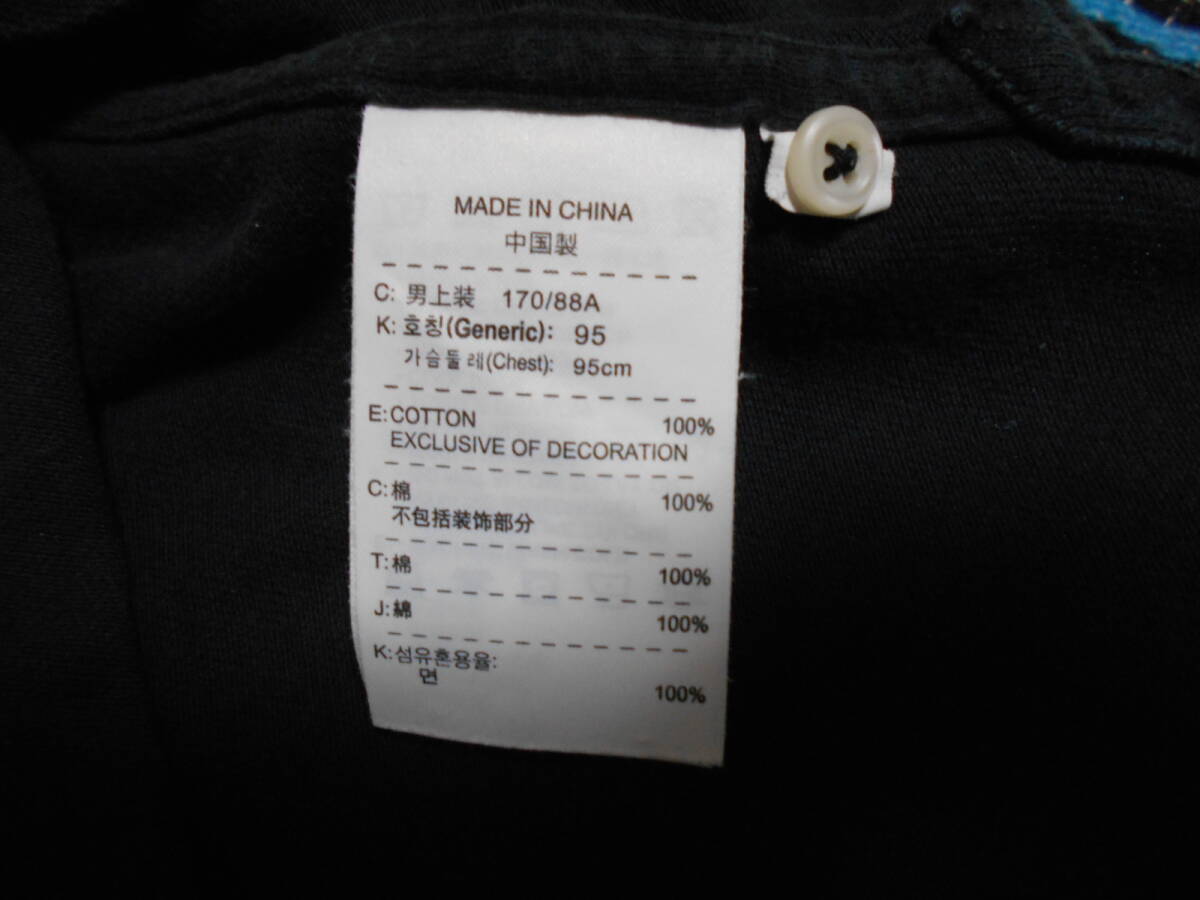 MADE IN CHINA
中国製
C: 男上装 170/88A
K: 호칭(Generic): 95
가슴둘레(Chest): 95cm
E:COTTON 100%
EXCLUSIVE OF DECORATION
C:棉 100%
不包括装饰部分
T:棉 100%
J:綿 100%
K:섬유혼용율:
면 100%